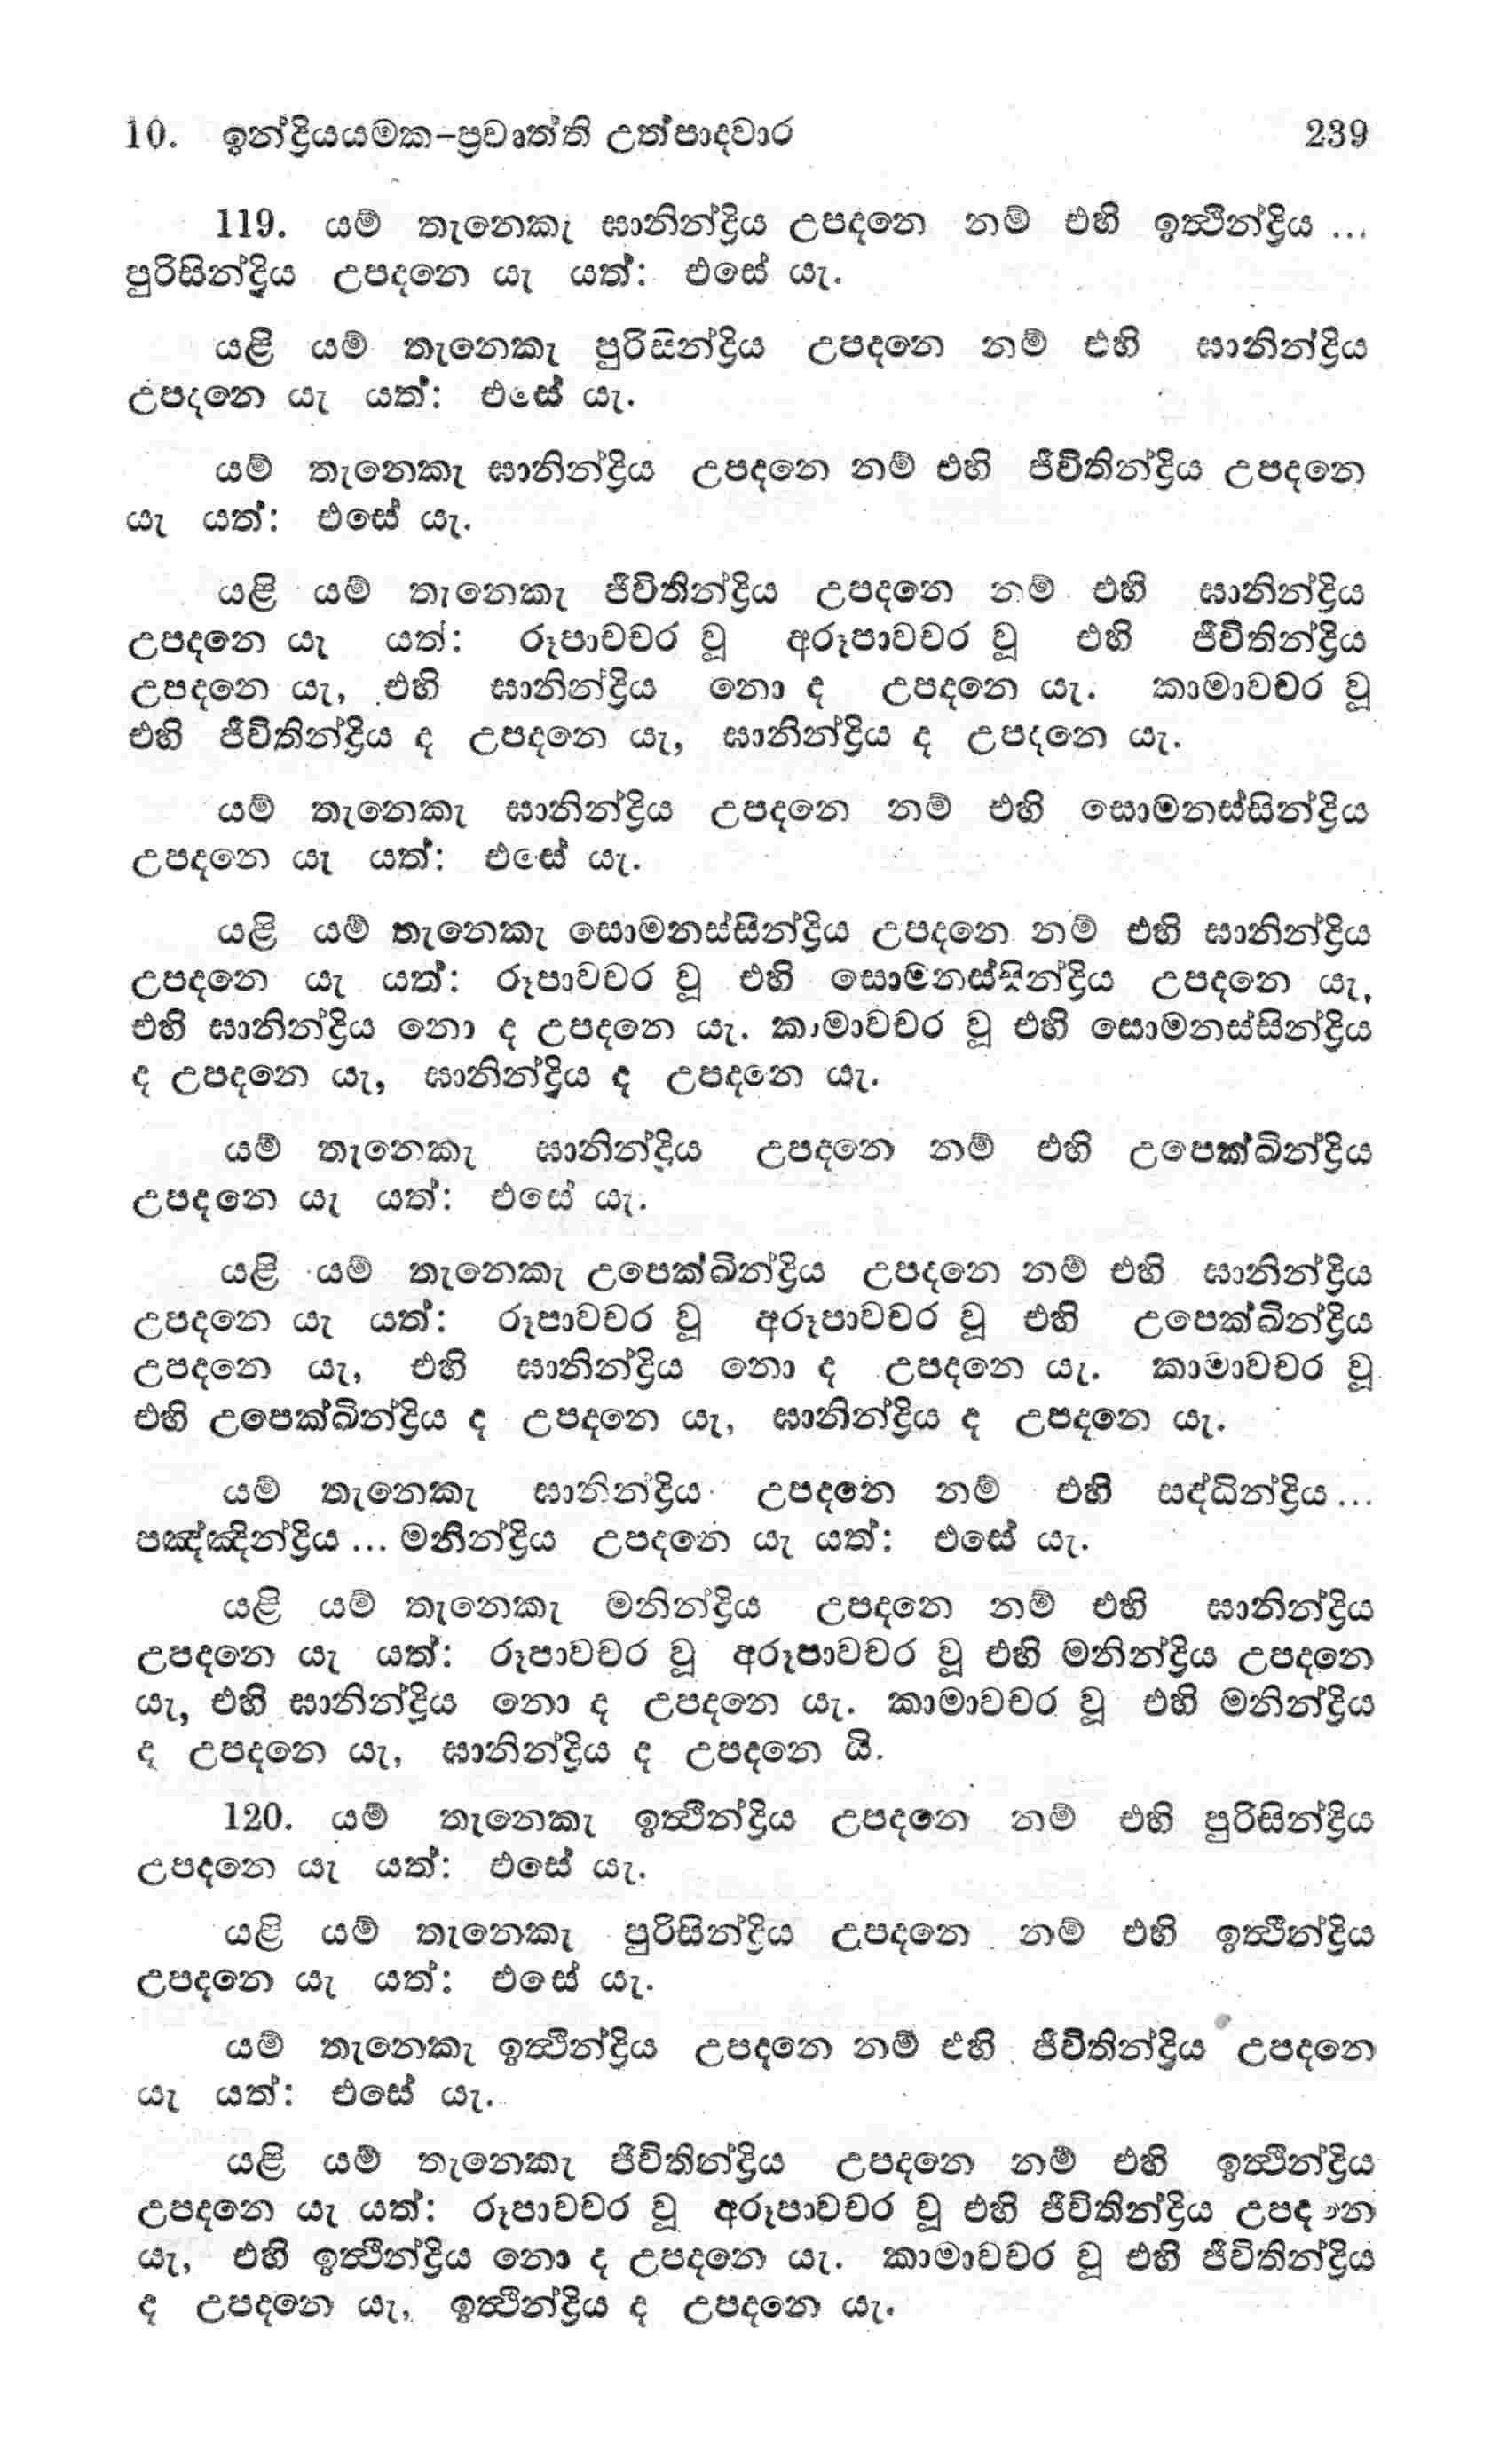 10. ඉන්ද්‍රියයමක-ප්‍රවෘත්ති උත්පාදවාර 239
119. යම් තැනෙකැ ඝානින්ද්‍රිය උපදනෙ නම් එහි ඉත්‍ථින්ද්‍රිය ...
පුරිසින්ද්‍රිය උපදනෙ යැ යත්: එසේ යැ.
යළි යම් තැනෙකැ පුරිසින්ද්‍රිය උපදනෙ නම් එහි ඝානින්ද්‍රිය
උපදනෙ යැ යත්: එසේ යැ.
යම් තැනෙකැ ඝානින්ද්‍රිය උපදනෙ නම් එහි ජීවිතින්ද්‍රිය උපදනෙ
යැ යත්: එසේ යැ.
යළි යම් තැනෙකැ ජීවිතින්ද්‍රිය උපදනෙ නම් එහි ඝානින්ද්‍රිය
උපදනෙ යැ යත්: රූපාවචර වූ අරූපාවචර වූ එහි ජීවිතින්ද්‍රිය
උපදනෙ යැ, එහි ඝානින්ද්‍රිය නො ද උපදනෙ යැ. කාමාවචර වූ
එහි ජීවිතින්ද්‍රිය ද උපදනෙ යැ, ඝානින්ද්‍රිය ද උපදනෙ යැ.
යම් තැනෙකැ ඝානින්ද්‍රිය උපදනෙ නම් එහි සොමනස්සින්ද්‍රිය
උපදනෙ යැ යත්: එසේ යැ.
යළි යම් තැනෙකැ සොමනස්සින්ද්‍රිය උපදනෙ නම් එහි ඝානින්ද්‍රිය
උපදනෙ යැ යත්: රූපාවචර වූ එහි සොමනස්සින්ද්‍රිය උපදනෙ යැ,
එහි ඝානින්ද්‍රිය නො ද උපදනෙ යැ. කාමාවචර වූ එහි සොමනස්සින්ද්‍රිය
ද උපදනෙ යැ, ඝානින්ද්‍රිය ද උපදනෙ යැ.
යම් තැනෙකැ ඝානින්ද්‍රිය උපදනෙ නම් එහි උපෙක්ඛින්ද්‍රිය
උපදනෙ යැ යත්: එසේ යැ.
යළි යම් තැනෙකැ උපෙක්ඛින්ද්‍රිය උපදනෙ නම් එහි ඝානින්ද්‍රිය
උපදනෙ යැ යත්: රූපාවචර වූ අරූපාවචර වූ එහි උපෙක්ඛින්ද්‍රිය
උපදනෙ යැ, එහි ඝානින්ද්‍රිය නො ද උපදනෙ යැ. කාමාවචර වූ
එහි උපෙක්ඛින්ද්‍රිය ද උපදනෙ යැ, ඝානින්ද්‍රිය ද උපදනෙ යැ.
යම් තැනෙකැ ඝානින්ද්‍රිය උපදනෙ නම් එහි සද්ධින්ද්‍රිය...
පඤ්ඤින්ද්‍රිය ... මනින්ද්‍රිය උපදනෙ යැ යත්: එසේ යැ.
යළි යම් තැනෙකැ මනින්ද්‍රිය උපදනෙ නම් එහි ඝානින්ද්‍රිය
උපදනෙ යැ යත්: රූපාවචර වූ අරූපාවචර වූ එහි මනින්ද්‍රිය උපදනෙ
යැ, එහි ඝානින්ද්‍රිය නො ද උපදනෙ යැ. කාමාවචර වූ එහි මනින්ද්‍රිය
ද උපදනෙ යැ, ඝානින්ද්‍රිය ද උපදනෙ යි.
120. යම් තැනෙකැ ඉත්‍ථින්ද්‍රිය උපදනෙ නම් එහි පුරිසින්ද්‍රිය
උපදනෙ යැ යත්: එසේ යැ.
යළි යම් තැනෙකැ පුරිසින්ද්‍රිය උපදනෙ නම් එහි ඉත්‍ථින්ද්‍රිය
උපදනෙ යැ යත්: එසේ යැ.
යම් තැනෙකැ ඉත්‍ථින්ද්‍රිය උපදනෙ නම් එහි ජීවිතින්ද්‍රිය උපදනෙ
යැ යත්: එසේ යැ.
යළි යම් තැනෙකැ ජීවිතින්ද්‍රිය උපදනෙ නම් එහි ඉත්‍ථින්ද්‍රිය
උපදනෙ යැ යත්: රූපාවචර වූ අරූපාවචර වූ එහි ජීවිතින්ද්‍රිය උපදනෙ
යැ, එහි ඉත්‍ථින්ද්‍රිය නො ද උපදනෙ යැ. කාමාවචර වූ එහි ජීවිතින්ද්‍රිය
ද උපදනෙ යැ, ඉත්‍ථින්ද්‍රිය ද උපදනෙ යැ.